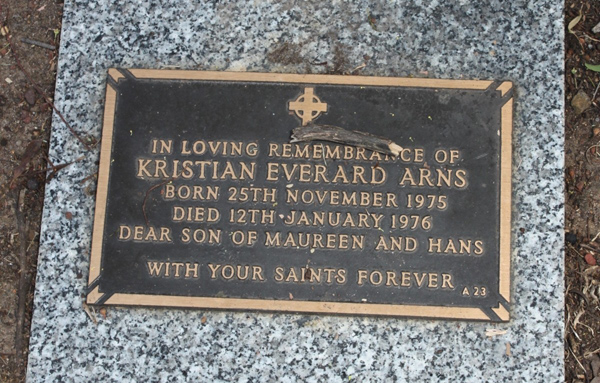 IN LOVING REMEMBRANCE OF
KRISTIAN EVERARD ARNS
BORN 25TH NOVEMBER 1975
DIED 12TH JANUARY 1976
DEAR SON OF MAUREEN AND HANS
WITH YOUR SAINTS FOREVER
A 23